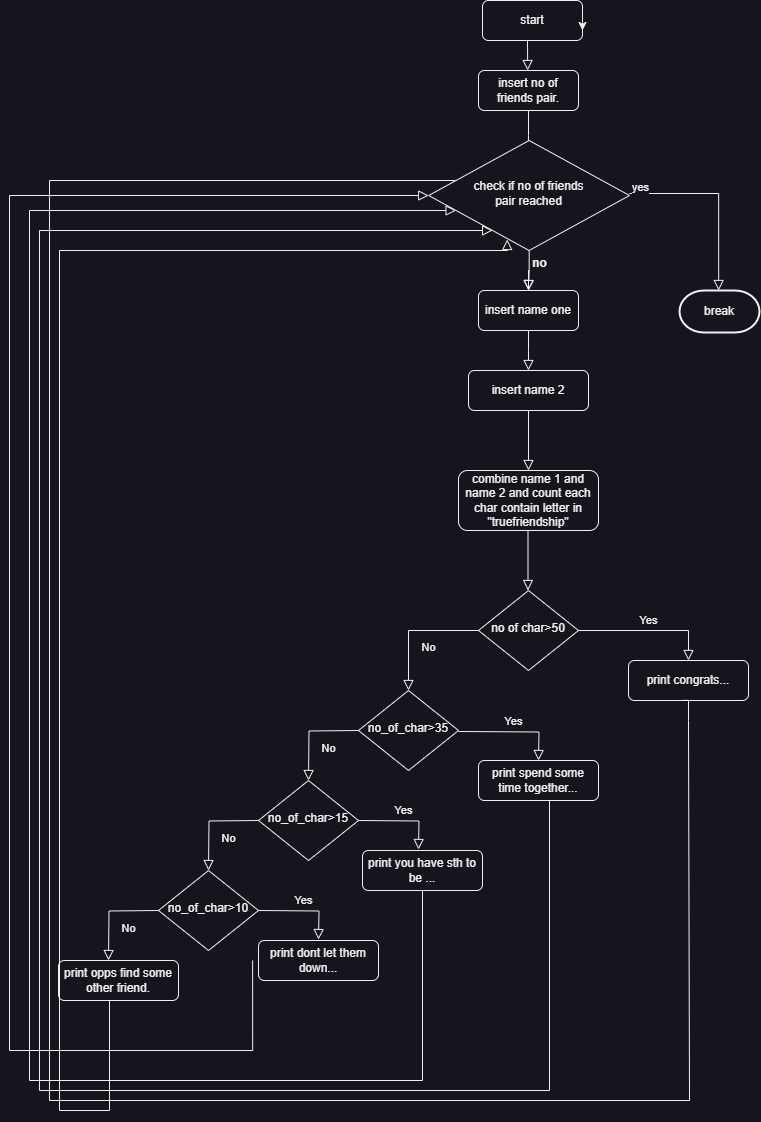 start
insert no of
friends pair.
check if no of friends
pair reached
yes
no
insert name one
break
insert name 2
combine name 1 and
name 2 and count each
char contain letter in
"truefriendship"
no of char>50
Yes
No
print congrats...
no_of_char>35
Yes
No
print spend some
time together...
no_of_char>15
Yes
No
print you have sth to
be ...
no_of_char>10
Yes
No
print dont let them
down...
print opps find some
other friend.